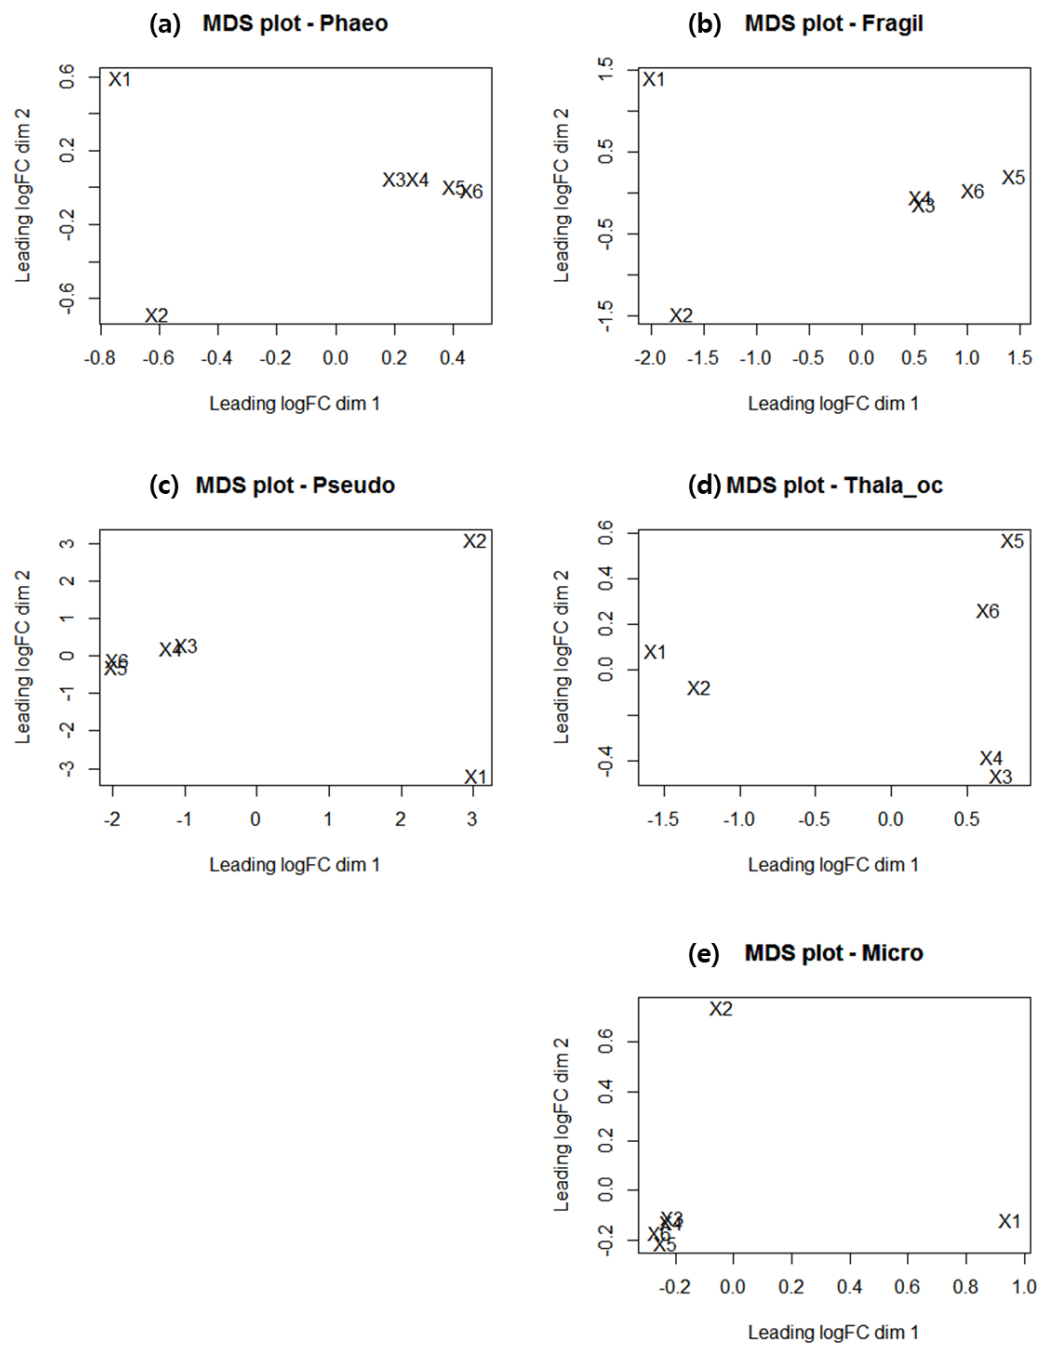 (a) MDS plot - Phaeo
0.6
0.2
-0.2
-0.6
Leading logFC dim 2
X1
X2
X3
X4
X5
X6
-0.8 -0.6 -0.4 -0.2 0.0 0.2 0.4
Leading logFC dim 1
(b) MDS plot - Fragil
1.5
0.5
-0.5
-1.5
Leading logFC dim 2
X1
X2
X4
X3
X6
X5
-2.0 -1.5 -1.0 -0.5 0.0 0.5 1.0 1.5
Leading logFC dim 1
(c) MDS plot - Pseudo
3
2
1
0
-1
-2
-3
Leading logFC dim 2
X2
X3
X4
X6
X5
X1
-2 -1 0 1 2 3
Leading logFC dim 1
(d) MDS plot - Thala_oc
0.6
0.4
0.2
0.0
-0.4
Leading logFC dim 2
X5
X6
X1
X2
X4
X3
-1.5 -1.0 -0.5 0.0 0.5
Leading logFC dim 1
(e) MDS plot - Micro
0.6
0.4
0.2
0.0
-0.2
Leading logFC dim 2
X2
X3
X4
X6
X5
X1
-0.2 0.0 0.2 0.4 0.6 0.8 1.0
Leading logFC dim 1